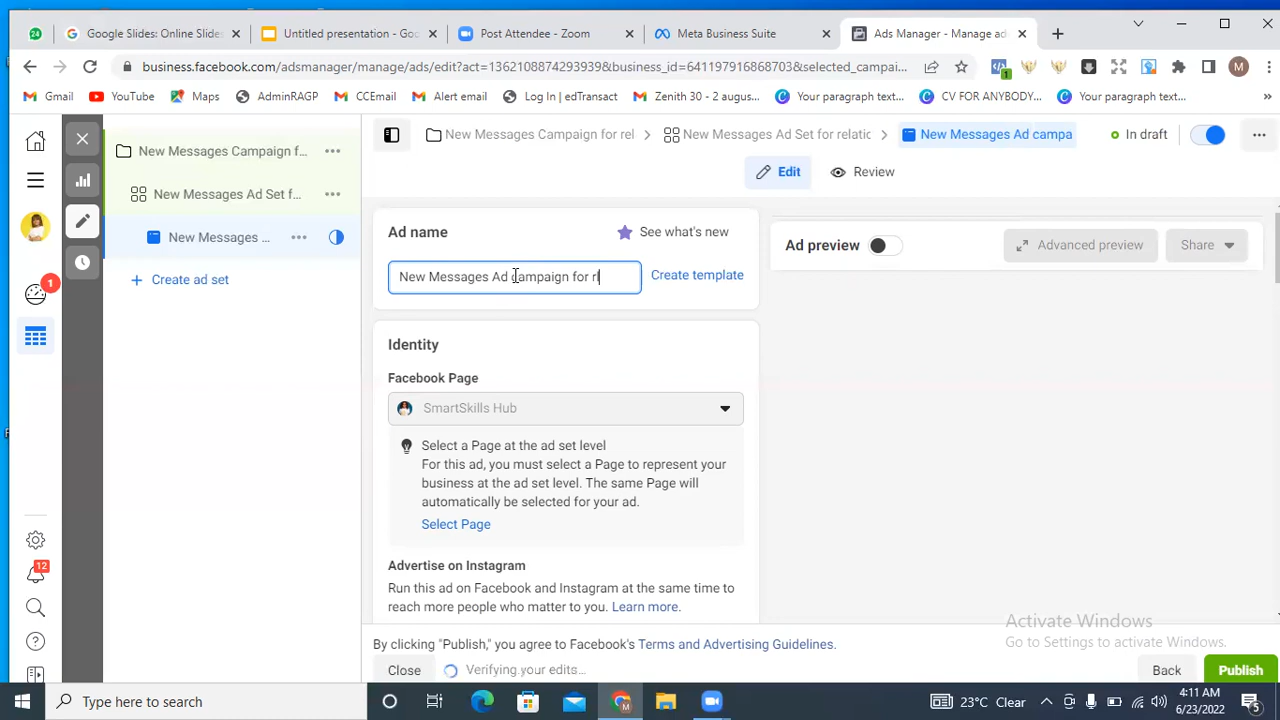 24
Google Slides: Online Slide
Untitled presentation - Goo
Post Attendee - Zoom
Meta Business Suite
Ads Manager - Manage ad
business.facebook.com/adsmanager/manage/ads/edit?act=1362108874293939&business_id=641197916868703&selected_campai...
1
M
Gmail
YouTube
Maps
AdminRAGP
CCEmail
Alert email
Log In | edTransact
Zenith 30 - 2 augus...
Your paragraph text...
CV FOR ANYBODY...
Your paragraph text...
New Messages Campaign f...
New Messages Ad Set f...
New Messages ...
Create ad set
1
12
New Messages Campaign for rel
New Messages Ad Set for relatic
New Messages Ad campa
In draft
Edit
Review
Ad name
See what's new
New Messages Ad campaign for rl
Create template
Ad preview
Advanced preview
Share
Identity
Facebook Page
SmartSkills Hub
Select a Page at the ad set level
For this ad, you must select a Page to represent your
business at the ad set level. The same Page will
automatically be selected for your ad.
Select Page
Advertise on Instagram
Run this ad on Facebook and Instagram at the same time to
reach more people who matter to you. Learn more.
Activate Windows
Go to Settings to activate Windows.
By clicking "Publish," you agree to Facebook's Terms and Advertising Guidelines.
Close
Verifying your edits...
Back
Publish
Type here to search
23°C Clear
4:11 AM
6/23/2022
5